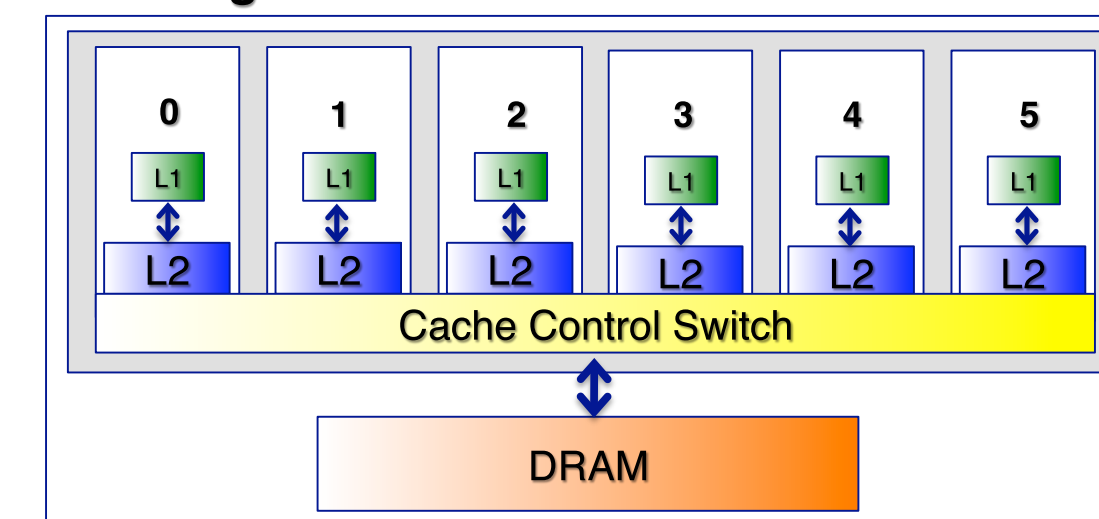 0 1 2 3 4 5
L1 L1 L1 L1 L1 L1
L2 L2 L2 L2 L2 L2
Cache Control Switch
DRAM